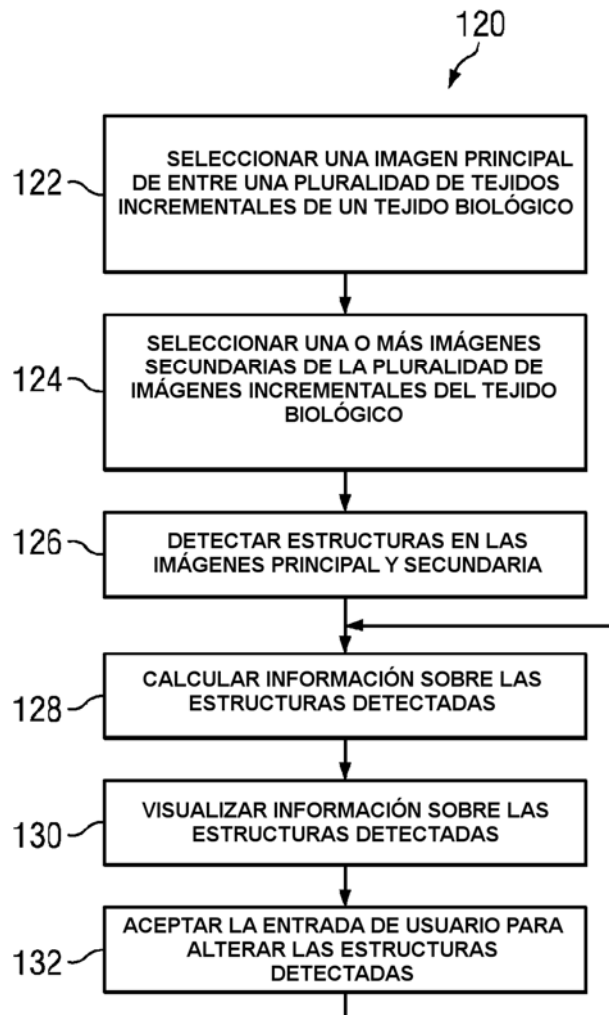 120
122
SELECCIONAR UNA IMAGEN PRINCIPAL
DE ENTRE UNA PLURALIDAD DE TEJIDOS
INCREMENTALES DE UN TEJIDO BIOLÓGICO
124
SELECCIONAR UNA O MÁS IMÁGENES
SECUNDARIAS DE LA PLURALIDAD DE
IMÁGENES INCREMENTALES DEL TEJIDO
BIOLÓGICO
126
DETECTAR ESTRUCTURAS EN LAS
IMÁGENES PRINCIPAL Y SECUNDARIA
128
CALCULAR INFORMACIÓN SOBRE LAS
ESTRUCTURAS DETECTADAS
130
VISUALIZAR INFORMACIÓN SOBRE LAS
ESTRUCTURAS DETECTADAS
132
ACEPTAR LA ENTRADA DE USUARIO PARA
ALTERAR LAS ESTRUCTURAS
DETECTADAS